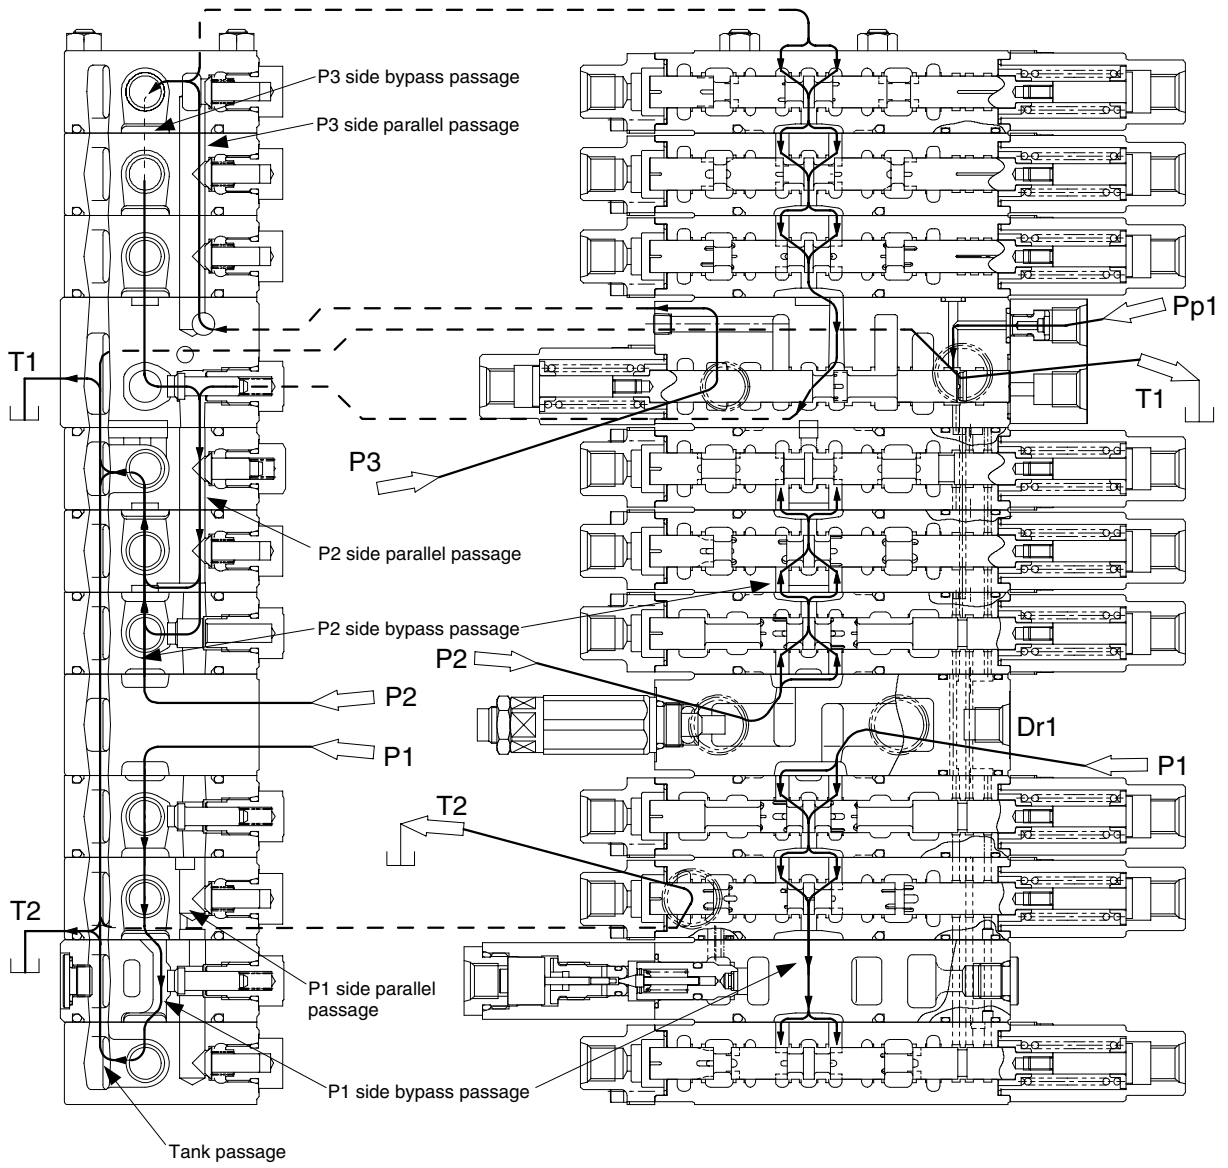 P3 side bypass passage
P3 side parallel passage
Pp1
T1
T1
P3
P2 side parallel passage
P2 side bypass passage
P2
P2
Dr1
P1
P1
T2
T2
P1 side parallel
passage
P1 side bypass passage
Tank passage